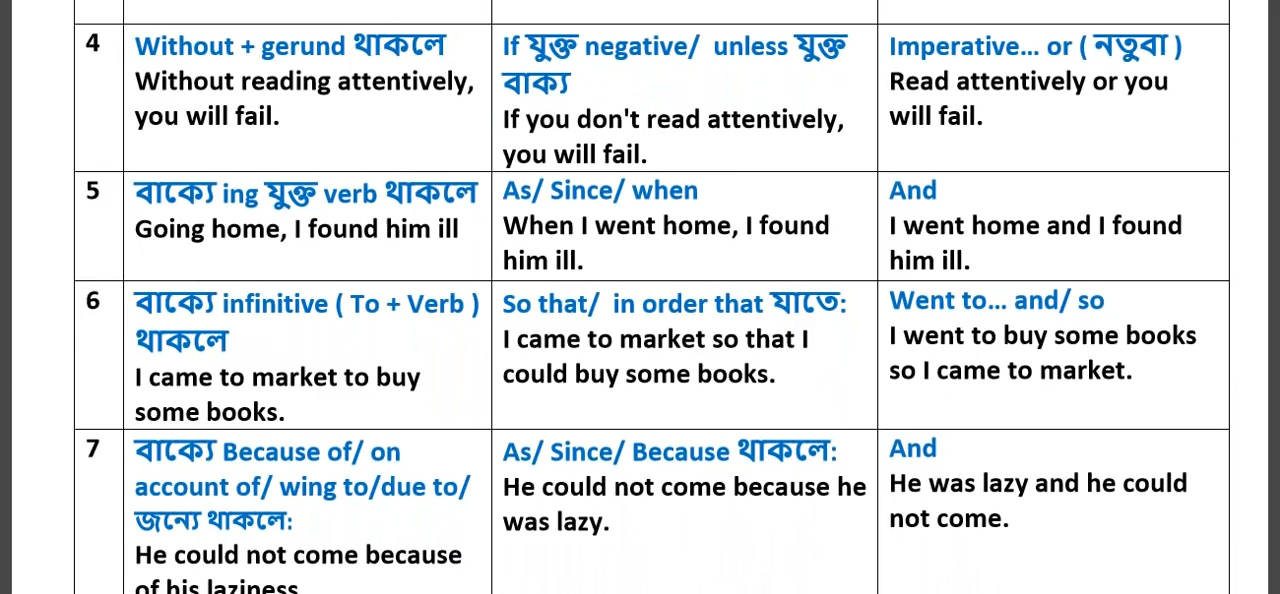 4
Without + gerund থাকলে
Without reading attentively,
you will fail.
If যুক্ত negative/ unless যুক্ত
বাক্য
If you don't read attentively,
you will fail.
Imperative... or ( নতুবা )
Read attentively or you
will fail.
5
বাক্যে ing যুক্ত verb থাকলে
Going home, I found him ill
As/ Since/ when
When I went home, I found
him ill.
And
I went home and I found
him ill.
6
বাক্যে infinitive ( To + Verb )
থাকলে
I came to market to buy
some books.
So that/ in order that যাতে:
I came to market so that I
could buy some books.
Went to... and/ so
I went to buy some books
so I came to market.
7
বাক্যে Because of/ on
account of/ wing to/due to/
জন্যে থাকলে:
He could not come because
of his laziness
As/ Since/ Because থাকলে:
He could not come because he
was lazy.
And
He was lazy and he could
not come.